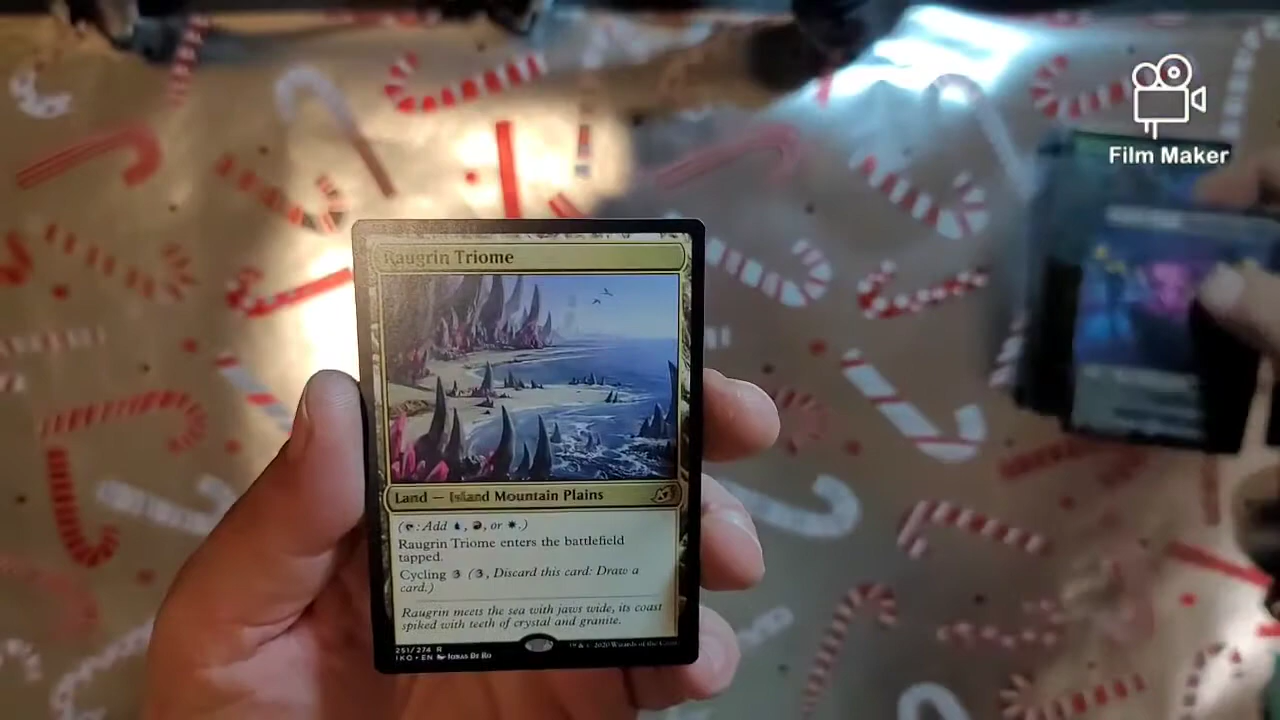 Film Maker
Raugrin Triome
Land — Island Mountain Plains
( : Add , , or .)
Raugrin Triome enters the battlefield
tapped.
Cycling 3 (3, Discard this card: Draw a
card.)
Raugrin meets the sea with jaws wide, its coast
spiked with teeth of crystal and granite.
251/274 R
IKO • EN Jonas De Ro
™ & © 2020 Wizards of the Coast